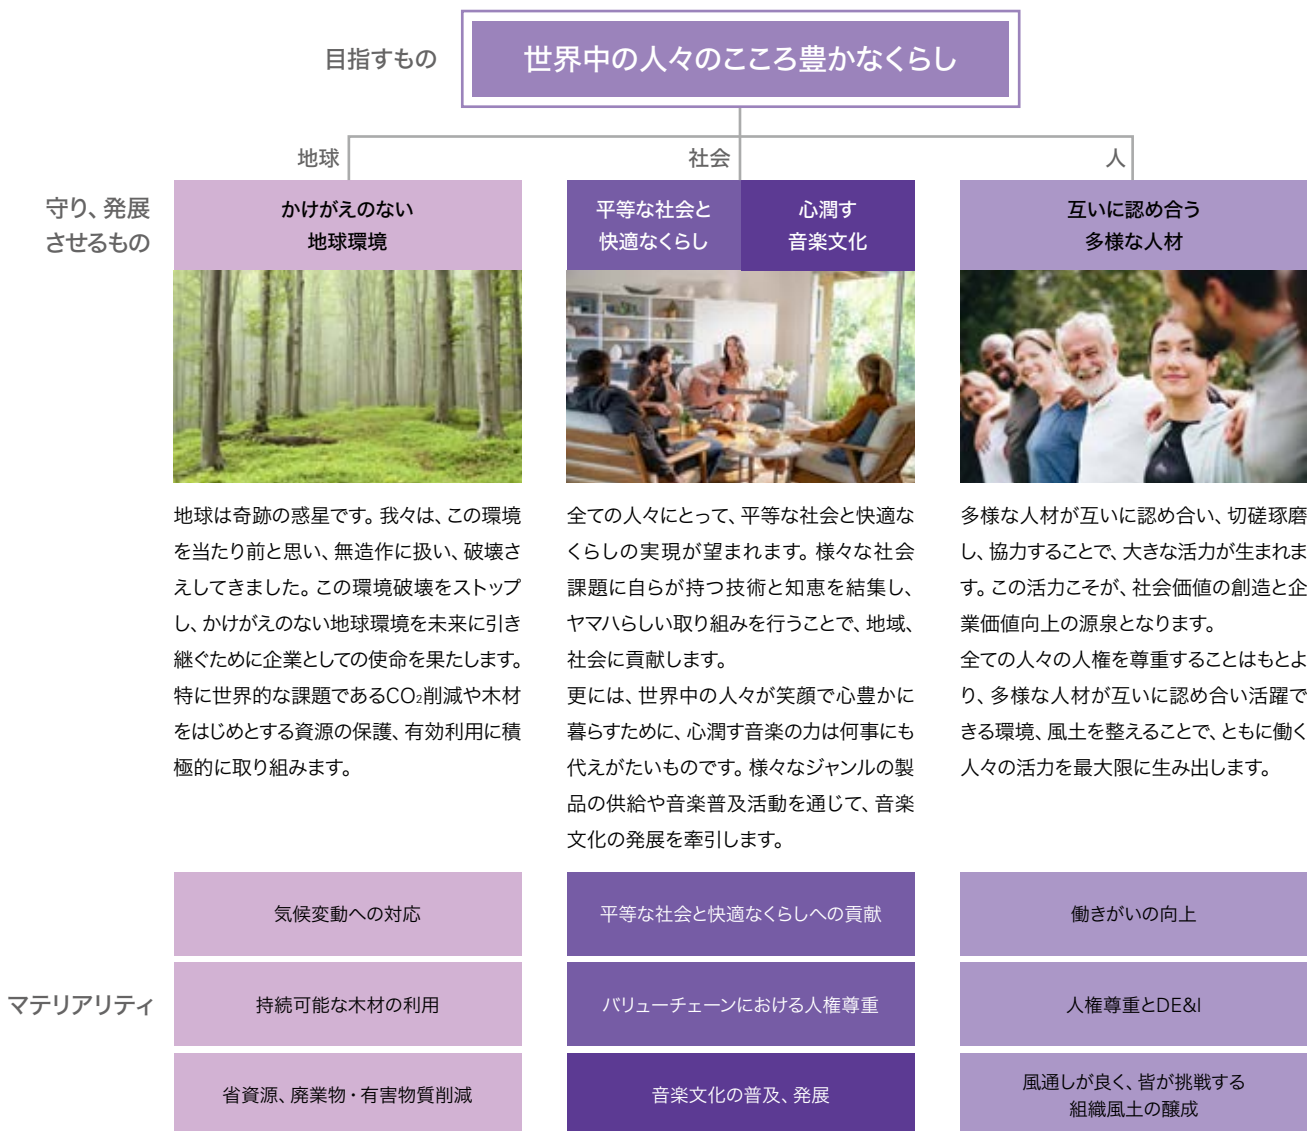 目指すもの
世界中の人々のこころ豊かなくらし
地球
社会
人
守り、発展
させるもの
かけがえのない
地球環境
平等な社会と
快適なくらし
心潤す
音楽文化
互いに認め合う
多様な人材
地球は奇跡の惑星です。我々は、この環境
を当たり前と思い、無造作に扱い、破壊さ
えしてきました。この環境破壊をストップ
し、かけがえのない地球環境を未来に引き
継ぐために企業としての使命を果たします。
特に世界的な課題であるCO₂削減や木材
をはじめとする資源の保護、有効利用に積
極的に取り組みます。
全ての人々にとって、平等な社会と快適な
くらしの実現が望まれます。様々な社会
課題に自らが持つ技術と知恵を結集し、
ヤマハらしい取り組みを行うことで、地域、
社会に貢献します。
更には、世界中の人々が笑顔で心豊かに
暮らすために、心潤す音楽の力は何事にも
代えがたいものです。様々なジャンルの製
品の供給や音楽普及活動を通じて、音楽
文化の発展を牽引します。
多様な人材が互いに認め合い、切磋琢磨
し、協力することで、大きな活力が生まれま
す。この活力こそが、社会価値の創造と企
業価値向上の源泉となります。
全ての人々の人権を尊重することはもとよ
り、多様な人材が互いに認め合い活躍で
きる環境、風土を整えることで、ともに働く
人々の活力を最大限に生み出します。
マテリアリティ
気候変動への対応
持続可能な木材の利用
省資源、廃業物・有害物質削減
平等な社会と快適なくらしへの貢献
バリューチェーンにおける人権尊重
音楽文化の普及、発展
働きがいの向上
人権尊重とDE&I
風通しが良く、皆が挑戦する
組織風土の醸成